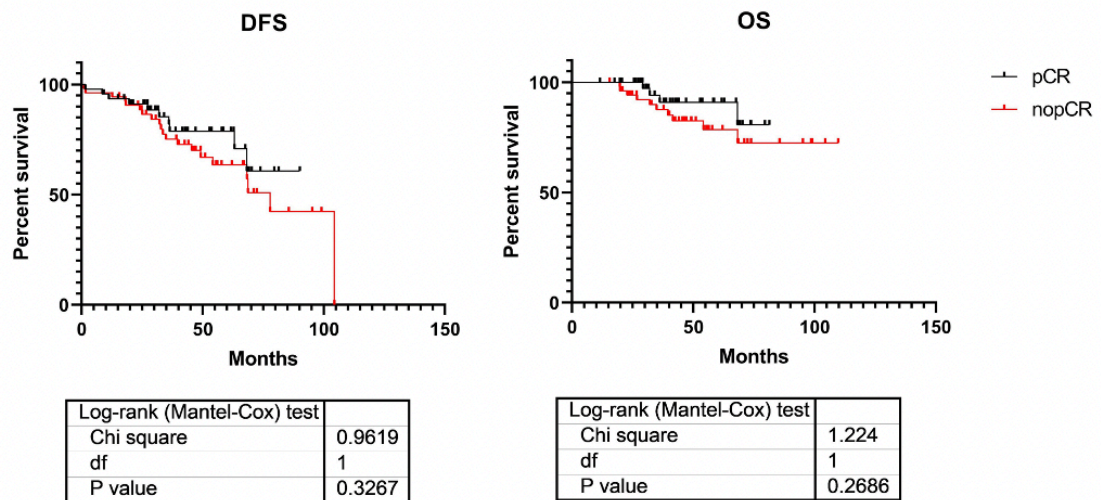 DFS
Percent survival
100
50
0
0 50 100 150
Months
Log-rank (Mantel-Cox) test
Chi square 0.9619
df 1
P value 0.3267
OS
Percent survival
100
50
0
0 50 100 150
Months
Log-rank (Mantel-Cox) test
Chi square 1.224
df 1
P value 0.2686
pCR
nopCR